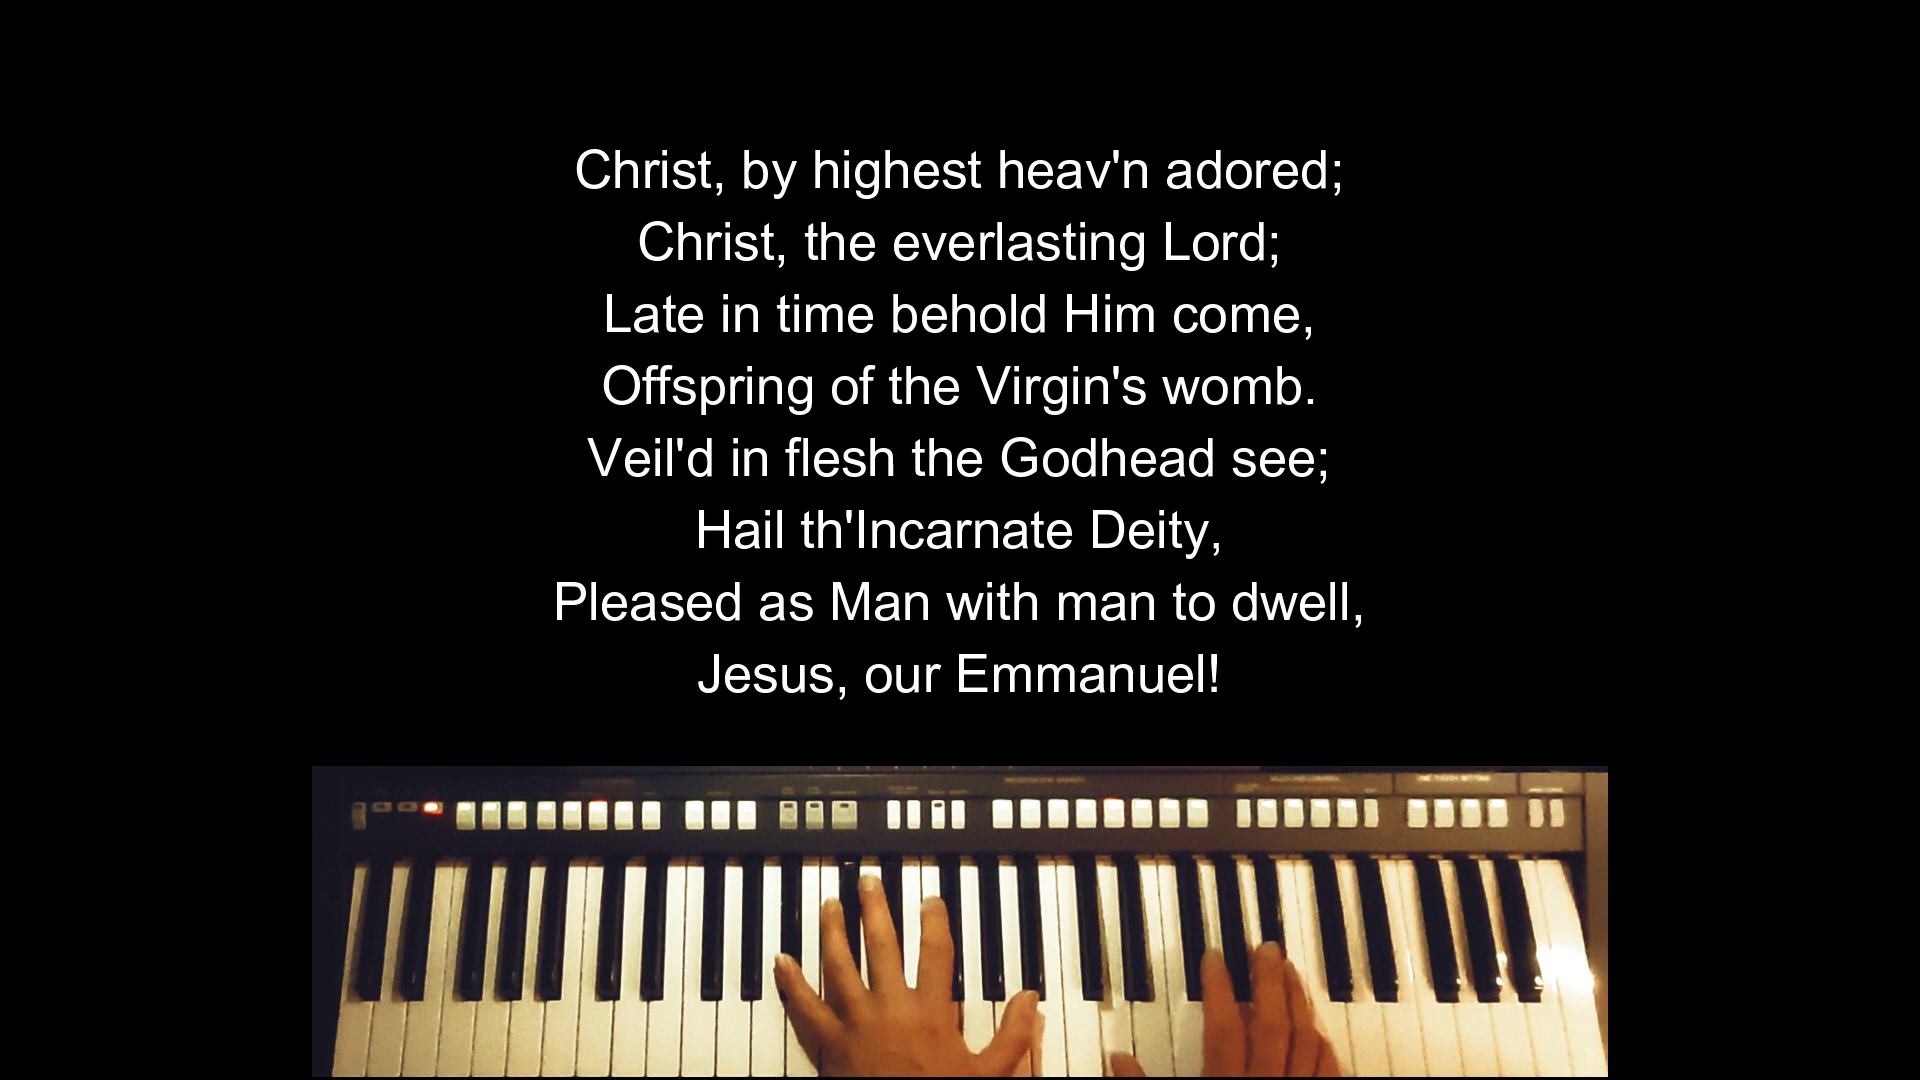 Christ, by highest heav'n adored;
Christ, the everlasting Lord;
Late in time behold Him come,
Offspring of the Virgin's womb.
Veil'd in flesh the Godhead see;
Hail th'Incarnate Deity,
Pleased as Man with man to dwell,
Jesus, our Emmanuel!